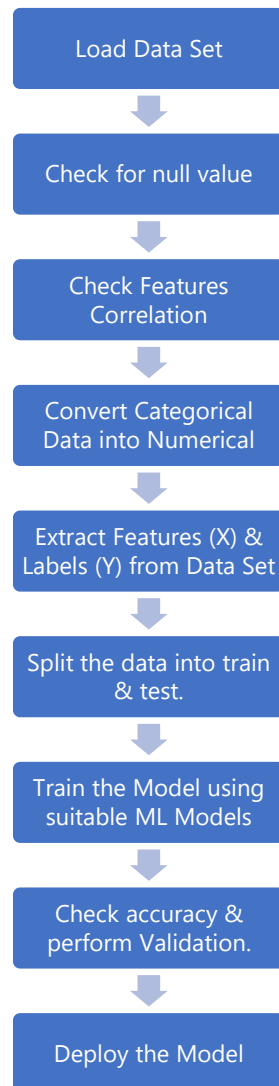 Load Data Set
Check for null value
Check Features
Correlation
Convert Categorical
Data into Numerical
Extract Features (X) &
Labels (Y) from Data Set
Split the data into train
& test.
Train the Model using
suitable ML Models
Check accuracy &
perform Validation.
Deploy the Model